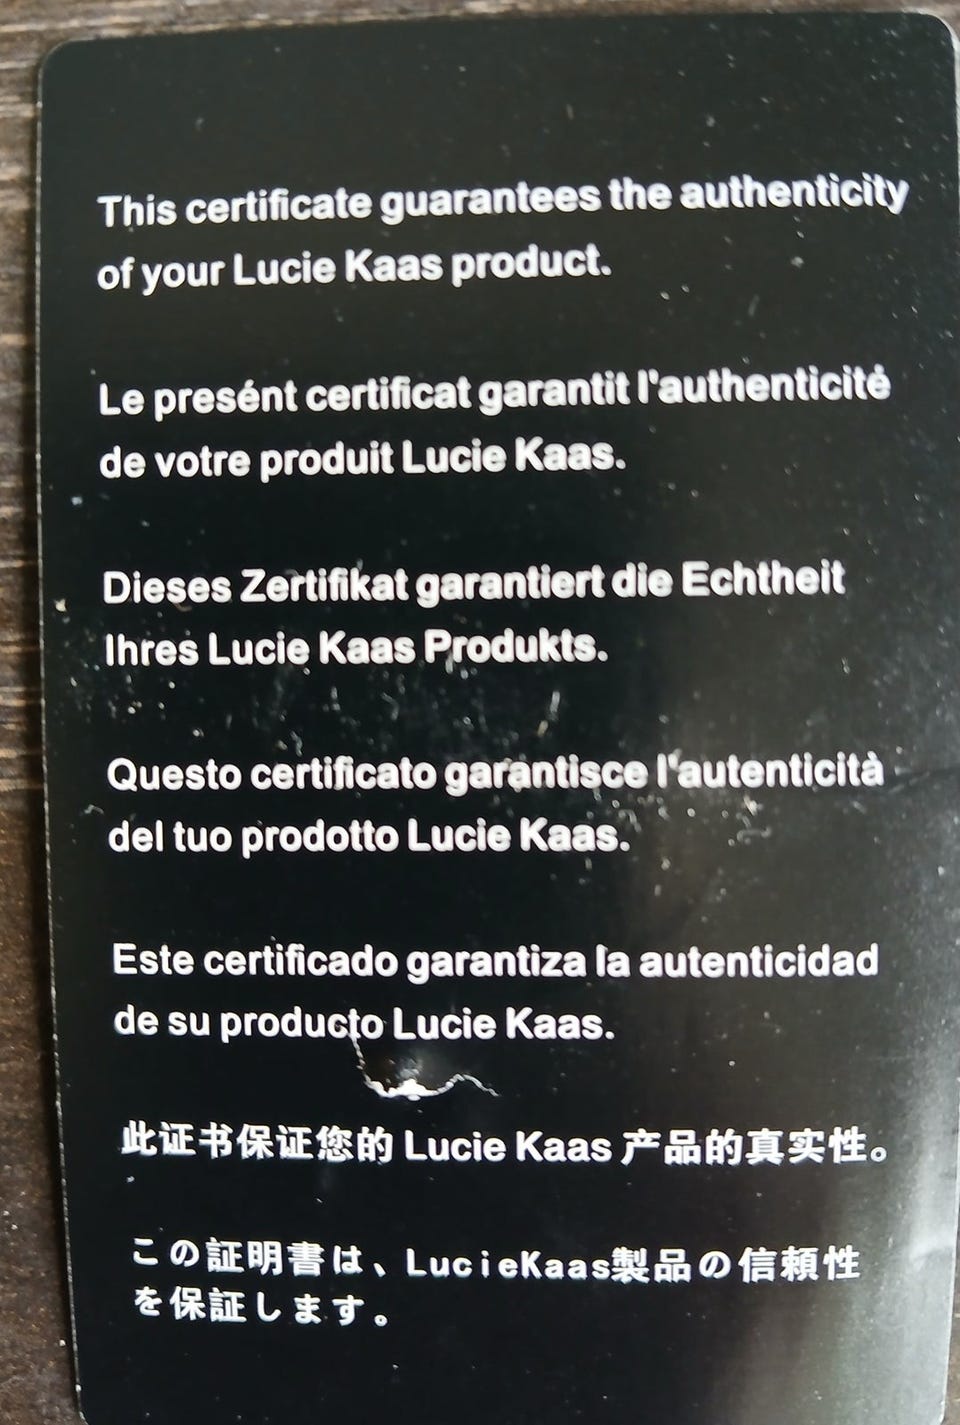 This certificate guarantees the authenticity
of your Lucie Kaas product.
Le presént certificat garantit l'authenticité
de votre produit Lucie Kaas.
Dieses Zertifikat garantiert die Echtheit
Ihres Lucie Kaas Produkts.
Questo certificato garantisce l'autenticità
del tuo prodotto Lucie Kaas.
Este certificado garantiza la autenticidad
de su producto Lucie Kaas.
此证书保证您的 Lucie Kaas 产品的真实性。
この証明書は、LucieKaas製品の信頼性
を保証します。